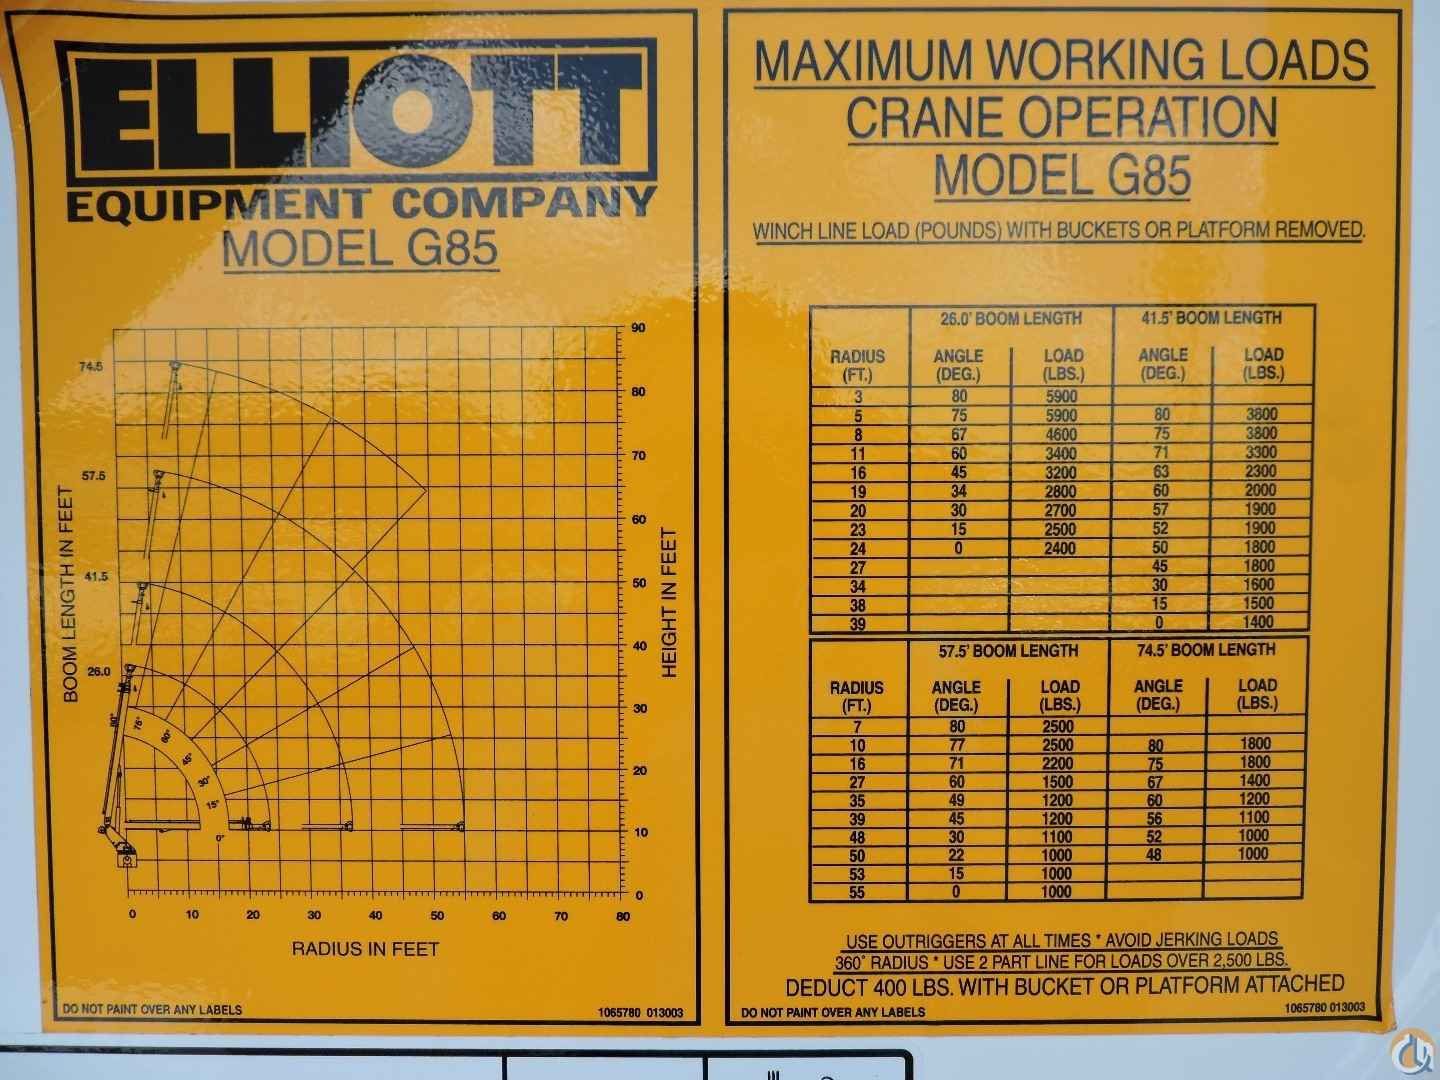 ELLIOTT
EQUIPMENT COMPANY
MODEL G85
90
80
70
60
50
40
30
20
10
0
HEIGHT IN FEET
74.5
57.5
41.5
26.0
BOOM LENGTH IN FEET
80°
75°
60°
45°
30°
15°
0°
0 10 20 30 40 50 60 70 80
RADIUS IN FEET
DO NOT PAINT OVER ANY LABELS
1065780 013003
MAXIMUM WORKING LOADS
CRANE OPERATION
MODEL G85
WINCH LINE LOAD (POUNDS) WITH BUCKETS OR PLATFORM REMOVED.
26.0' BOOM LENGTH 41.5' BOOM LENGTH
RADIUS ANGLE LOAD ANGLE LOAD
(FT.) (DEG.) (LBS.) (DEG.) (LBS.)
3 80 5900
5 75 5900 80 3800
8 67 4600 75 3800
11 60 3400 71 3300
16 45 3200 63 2300
19 34 2800 60 2000
20 30 2700 57 1900
23 15 2500 52 1900
24 0 2400 50 1800
27 45 1800
34 30 1600
38 15 1500
39 0 1400
57.5' BOOM LENGTH 74.5' BOOM LENGTH
RADIUS ANGLE LOAD ANGLE LOAD
(FT.) (DEG.) (LBS.) (DEG.) (LBS.)
7 80 2500
10 77 2500 80 1800
16 71 2200 75 1800
27 60 1500 67 1400
35 49 1200 60 1200
39 45 1200 56 1100
48 30 1100 52 1000
50 22 1000 48 1000
53 15 1000
55 0 1000
USE OUTRIGGERS AT ALL TIMES * AVOID JERKING LOADS
360° RADIUS * USE 2 PART LINE FOR LOADS OVER 2,500 LBS.
DEDUCT 400 LBS. WITH BUCKET OR PLATFORM ATTACHED
DO NOT PAINT OVER ANY LABELS
1065780 013003